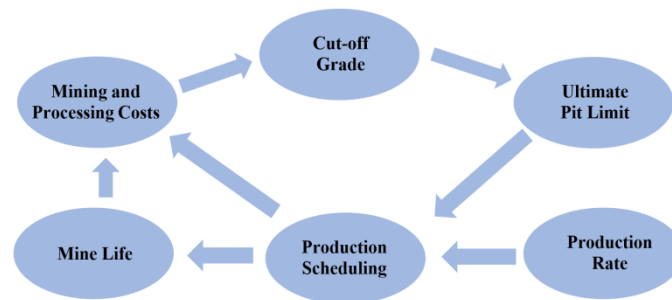 Cut-off
Grade
Mining and
Processing Costs
Ultimate
Pit Limit
Mine Life
Production
Scheduling
Production
Rate